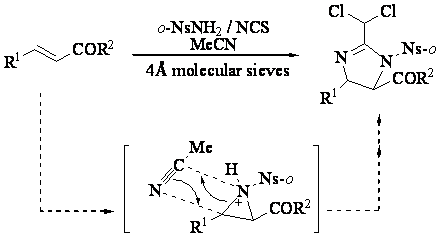 Cl Cl
o-NsNH2 / NCS
MeCN
4Å molecular sieves
R1 COR2
N N Ns-o
R1 COR2
Me
C
H
N
N Ns-o
+
R1 COR2